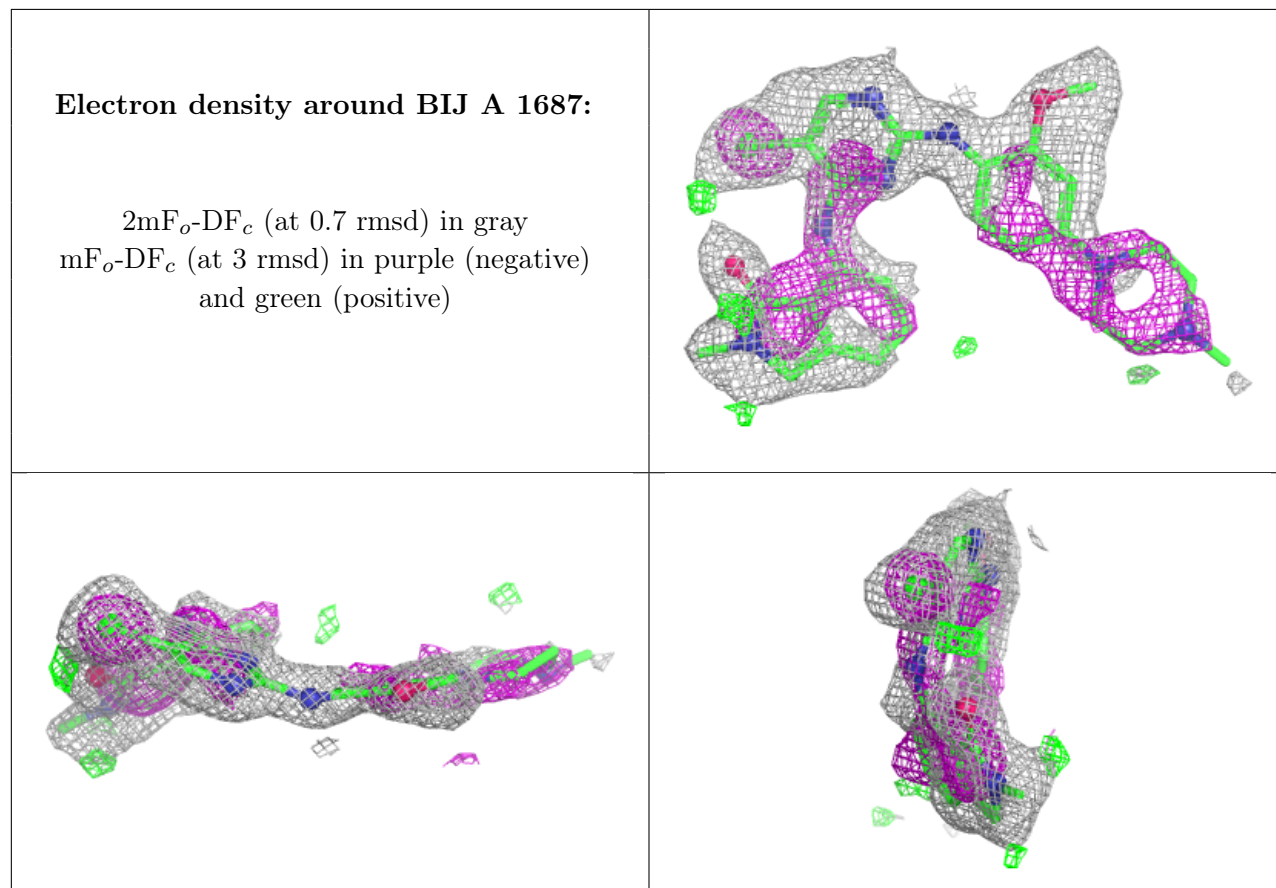 Electron density around BIJ A 1687:
2mFₒ-DF𝒸 (at 0.7 rmsd) in gray
mFₒ-DF𝒸 (at 3 rmsd) in purple (negative)
and green (positive)